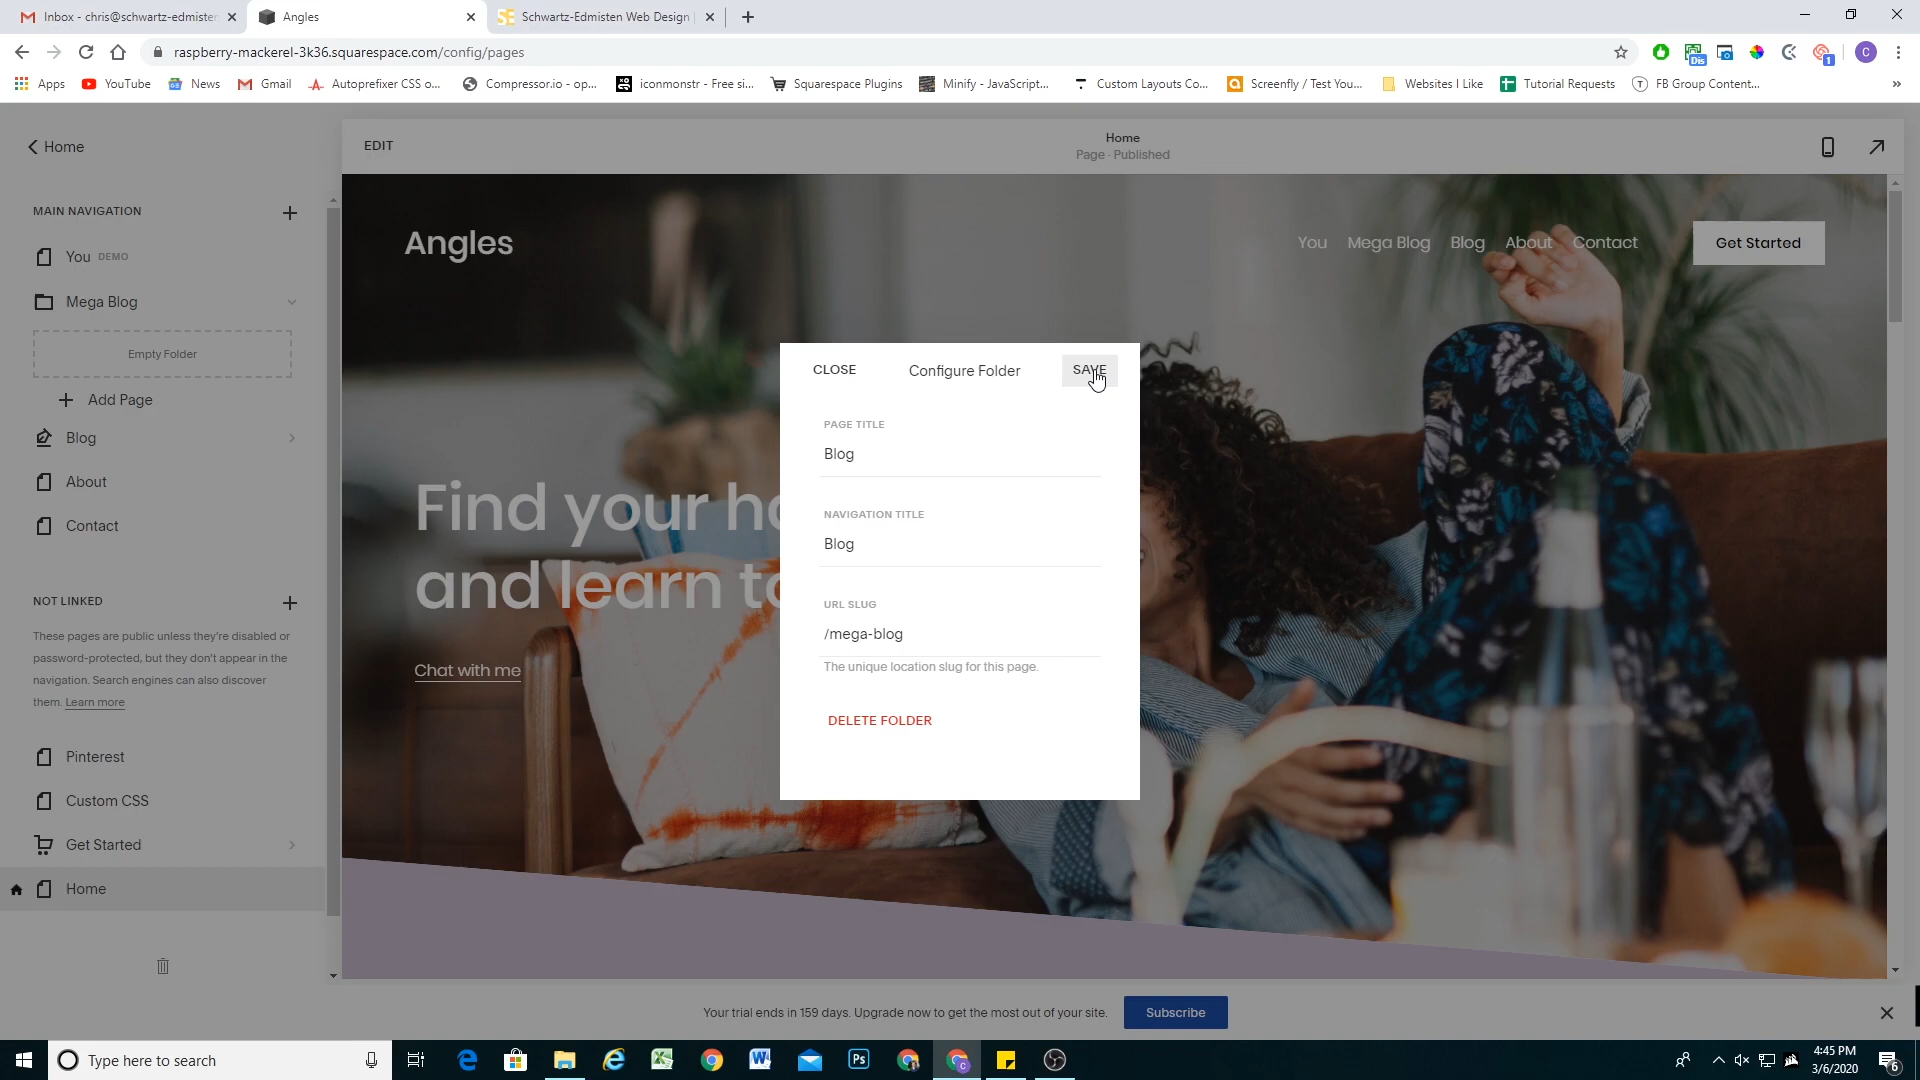 Inbox - chris@schwartz-edmisten
Angles
Schwartz-Edmisten Web Design
raspberry-mackerel-3k36.squarespace.com/config/pages
Apps
YouTube
News
Gmail
Autoprefixer CSS o...
Compressor.io - op...
iconmonstr - Free si...
Squarespace Plugins
Minify - JavaScript...
Custom Layouts Co...
Screenfly / Test You...
Websites I Like
Tutorial Requests
FB Group Content...
»
Dis
1
C
Home
MAIN NAVIGATION
You DEMO
Mega Blog
Empty Folder
Add Page
Blog
About
Contact
NOT LINKED
These pages are public unless they're disabled or
password-protected, but they don't appear in the
navigation. Search engines can also discover
them. Learn more
Pinterest
Custom CSS
Get Started
Home
EDIT
Home
Page · Published
Angles
You Mega Blog Blog About Contact
Get Started
Find your ha
and learn to
Chat with me
CLOSE
Configure Folder
SAVE
PAGE TITLE
Blog
NAVIGATION TITLE
Blog
URL SLUG
/mega-blog
The unique location slug for this page.
DELETE FOLDER
Your trial ends in 159 days. Upgrade now to get the most out of your site.
Subscribe
Type here to search
Ps
4:45 PM
3/6/2020
6